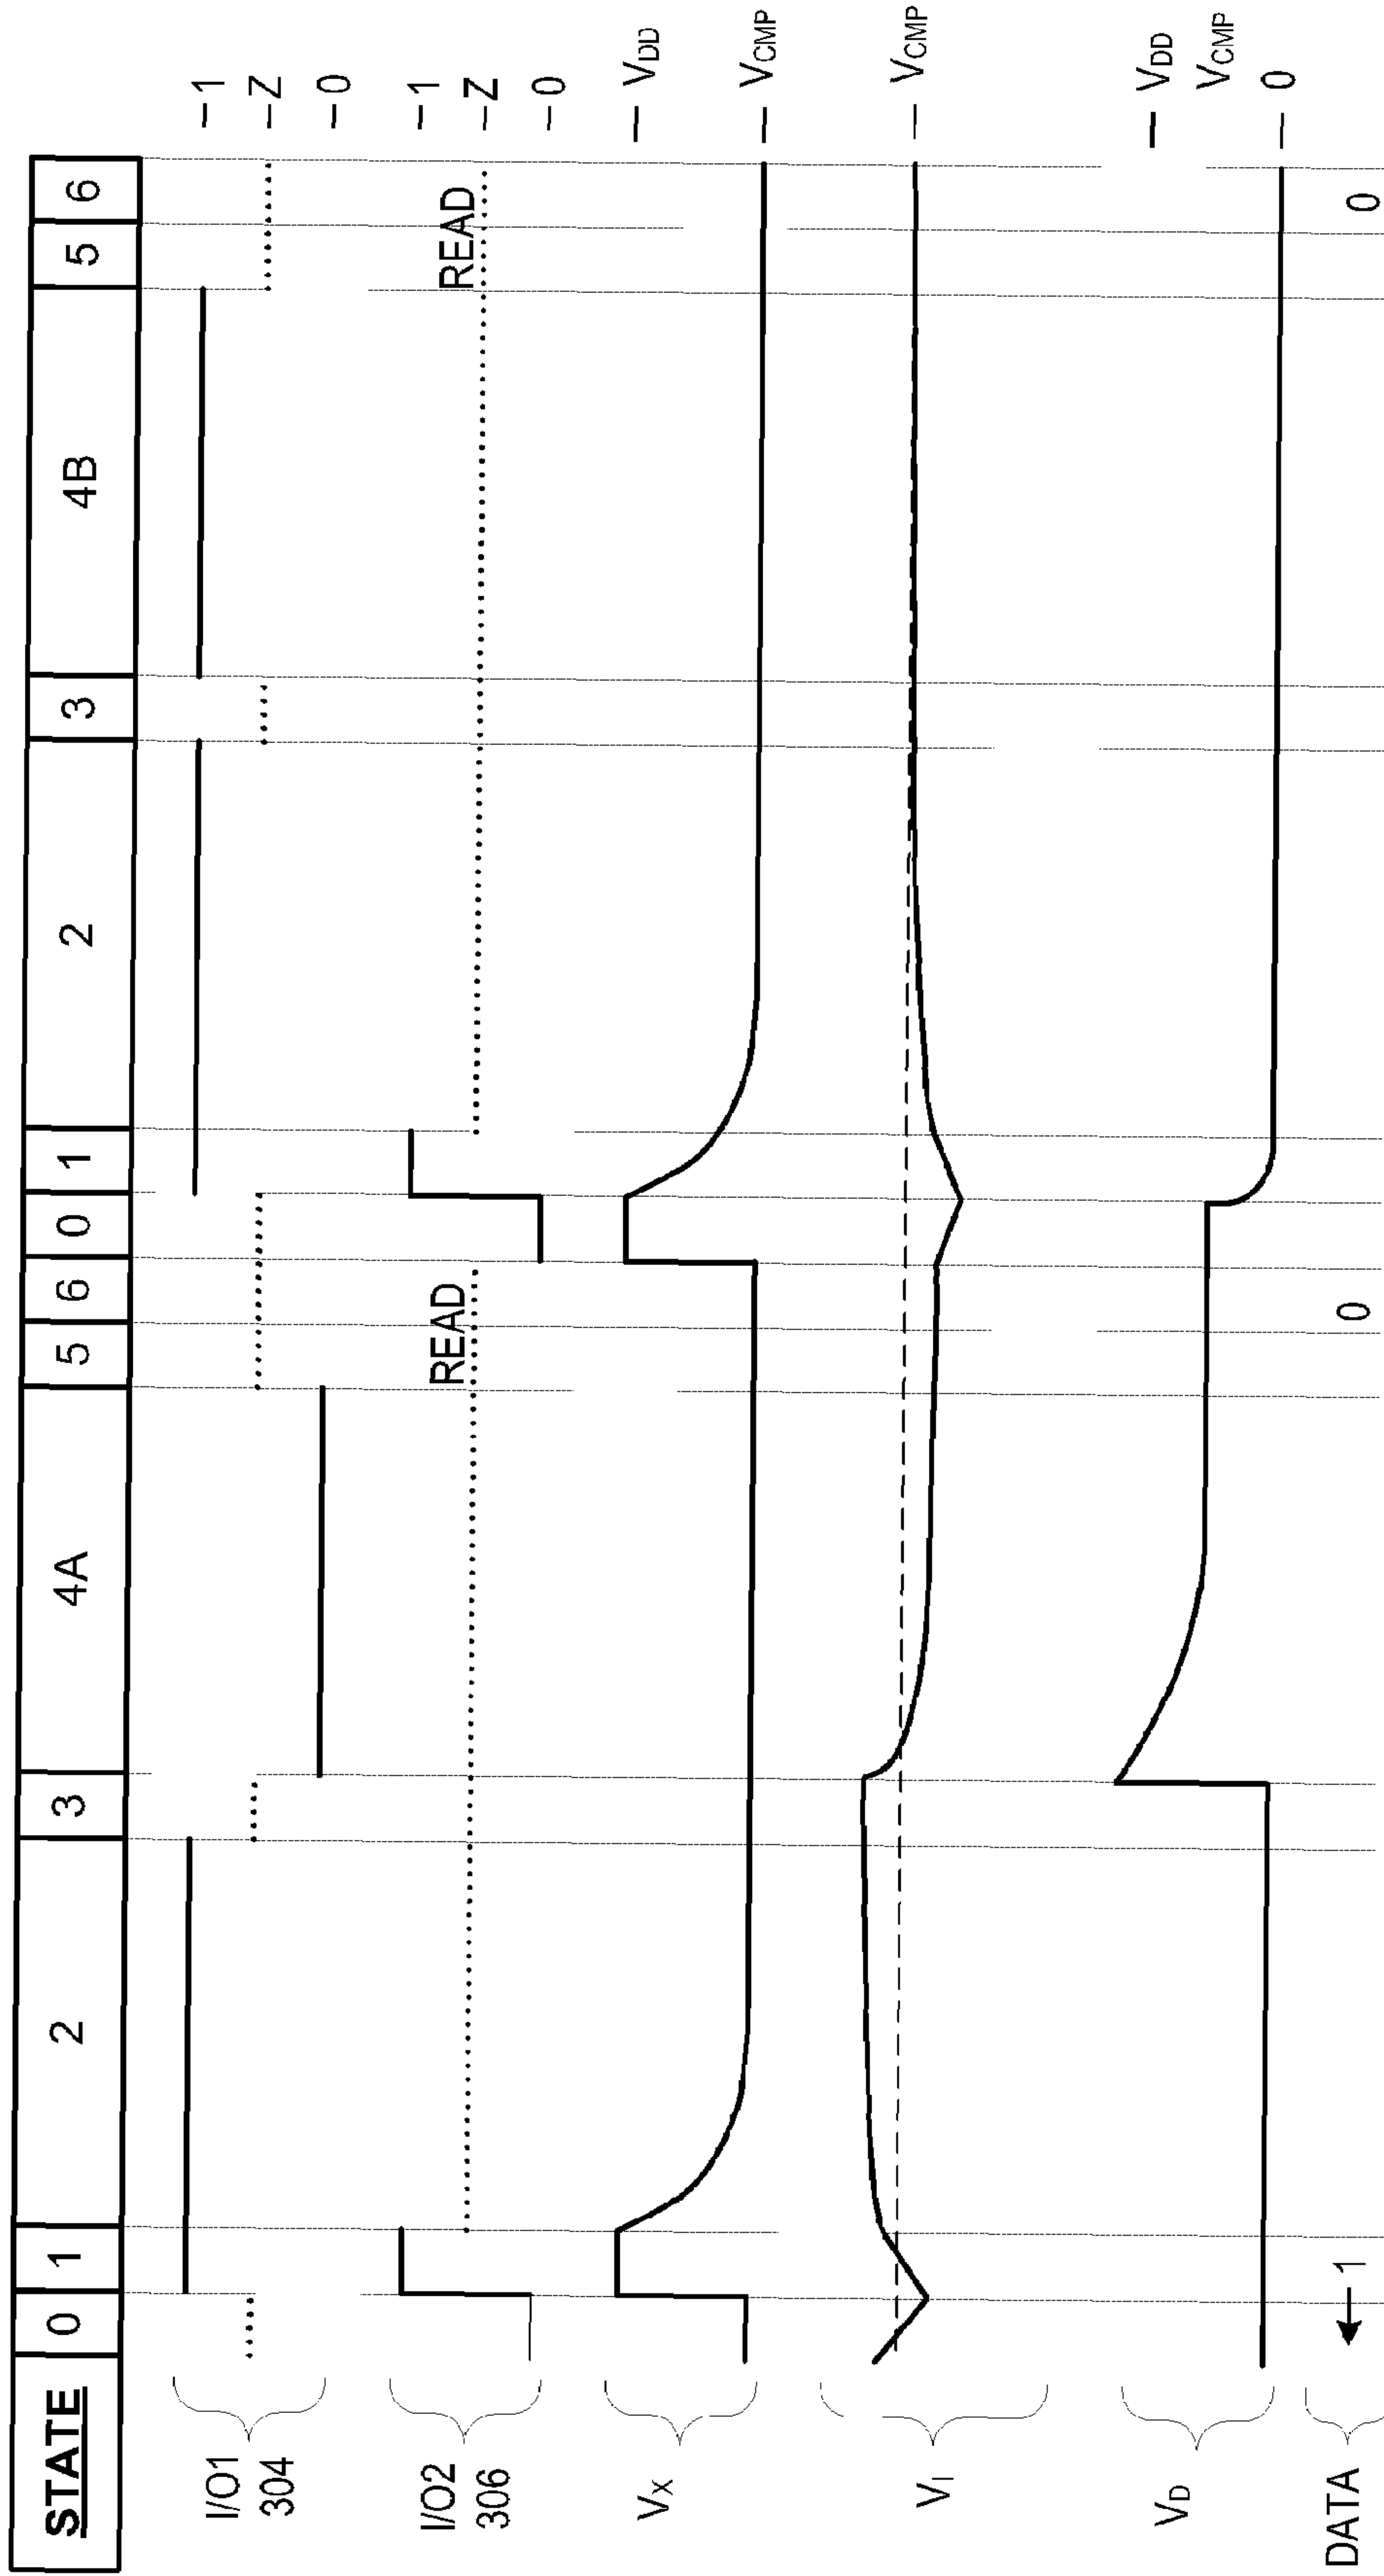 STATE 0 1 2 3 4A 5 6 0 1 2 3 4B 5 6
I/O1
304
1
Z
0
I/O2
306
READ
READ
1
Z
0
VX
VDD
VCMP
VI
VCMP
VD
VDD
VCMP
0
DATA 1 0 0